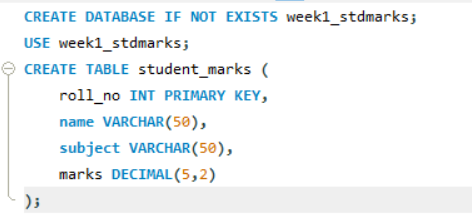 CREATE DATABASE IF NOT EXISTS week1_stdmarks;
USE week1_stdmarks;
CREATE TABLE student_marks (
    roll_no INT PRIMARY KEY,
    name VARCHAR(50),
    subject VARCHAR(50),
    marks DECIMAL(5,2)
);